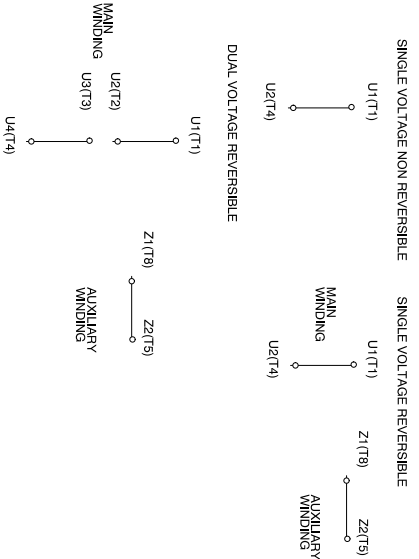 SINGLE VOLTAGE NON REVERSIBLE
U1(T1)
U2(T4)
SINGLE VOLTAGE REVERSIBLE
U1(T1)
MAIN
WINDING
U2(T4)
Z1(T8)
Z2(T5)
AUXILIARY
WINDING
DUAL VOLTAGE REVERSIBLE
U1(T1)
MAIN
WINDING
U2(T2)
U3(T3)
U4(T4)
Z1(T8)
Z2(T5)
AUXILIARY
WINDING